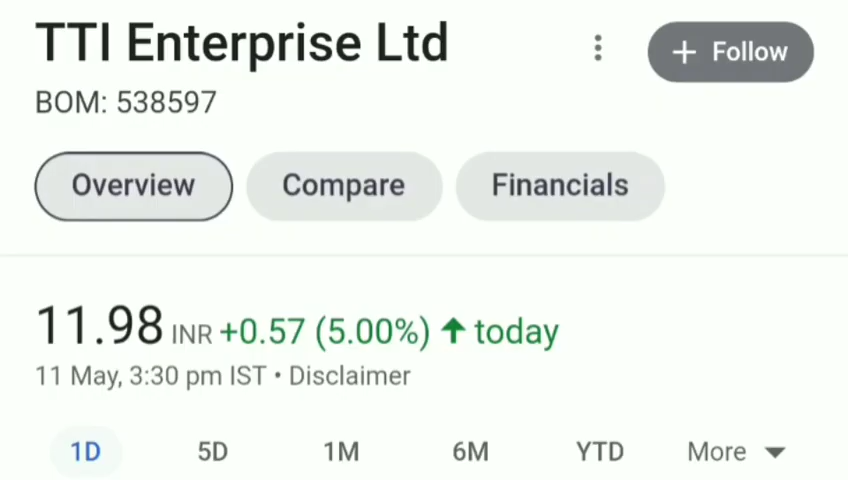 TTI Enterprise Ltd
+ Follow
BOM: 538597
Overview Compare Financials
11.98 INR +0.57 (5.00%) ↑ today
11 May, 3:30 pm IST • Disclaimer
1D 5D 1M 6M YTD More